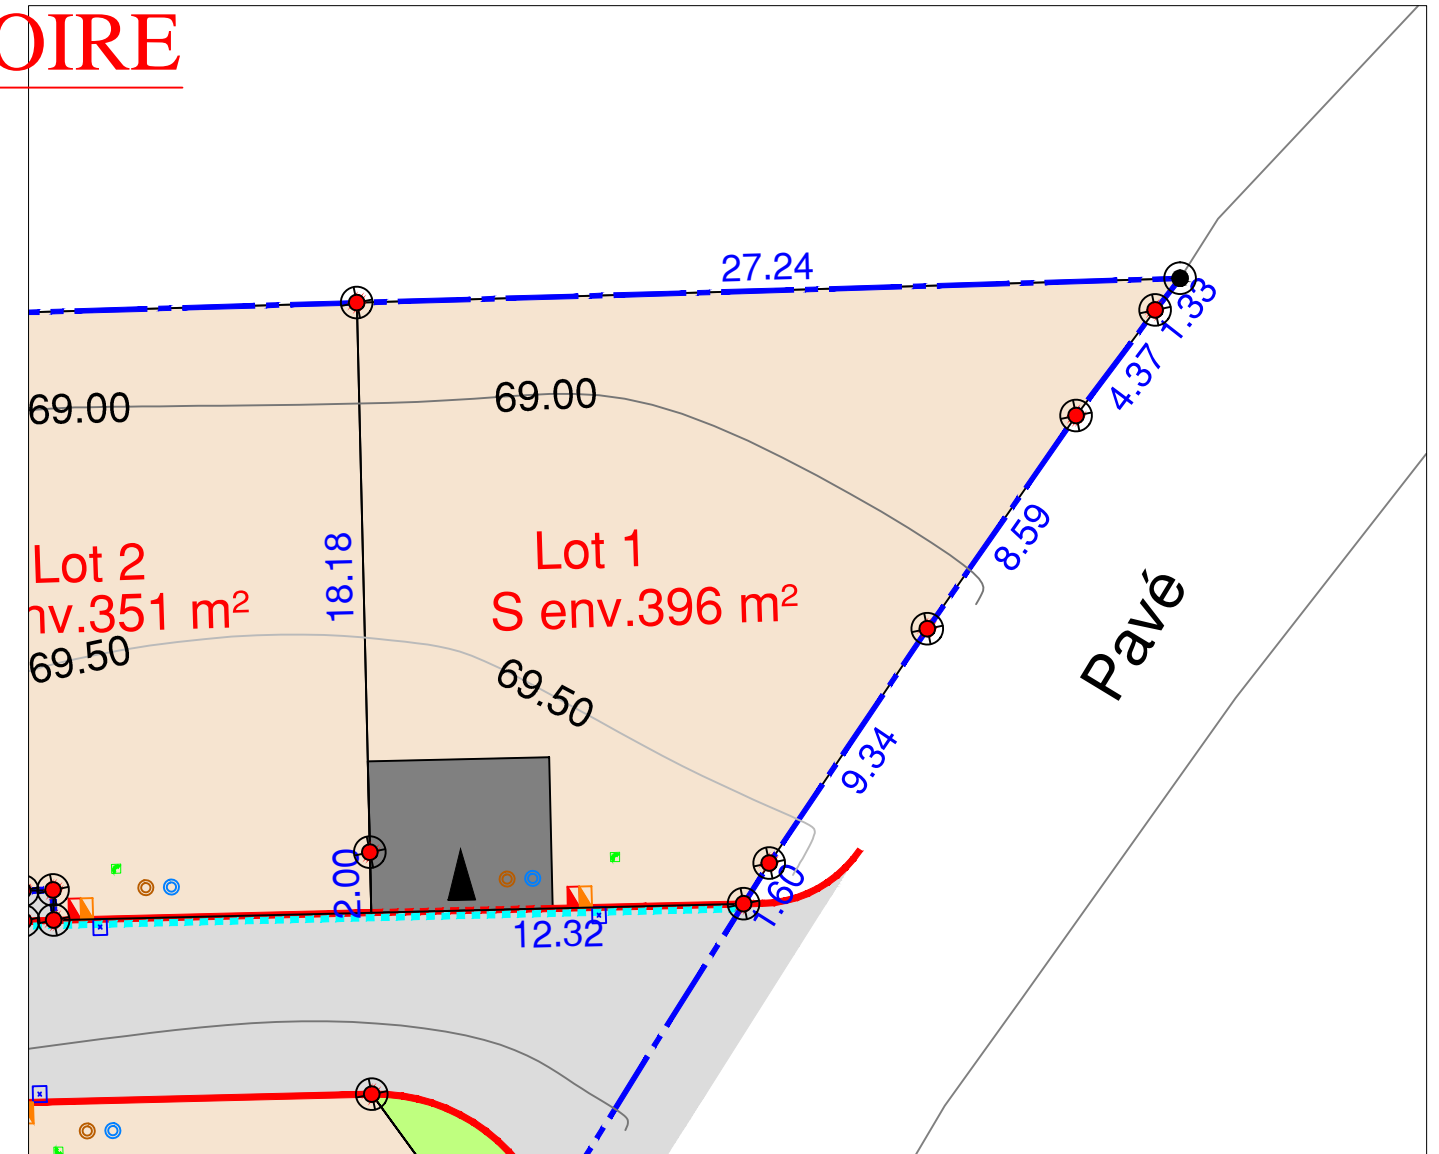 OIRE
27.24
1.33
4.37
69.00
69.00
8.59
18.18
Lot 1
Lot 2
S env.396 m²
nv.351 m²
Pavé
69.50
69.50
9.34
2.00
1.60
12.32